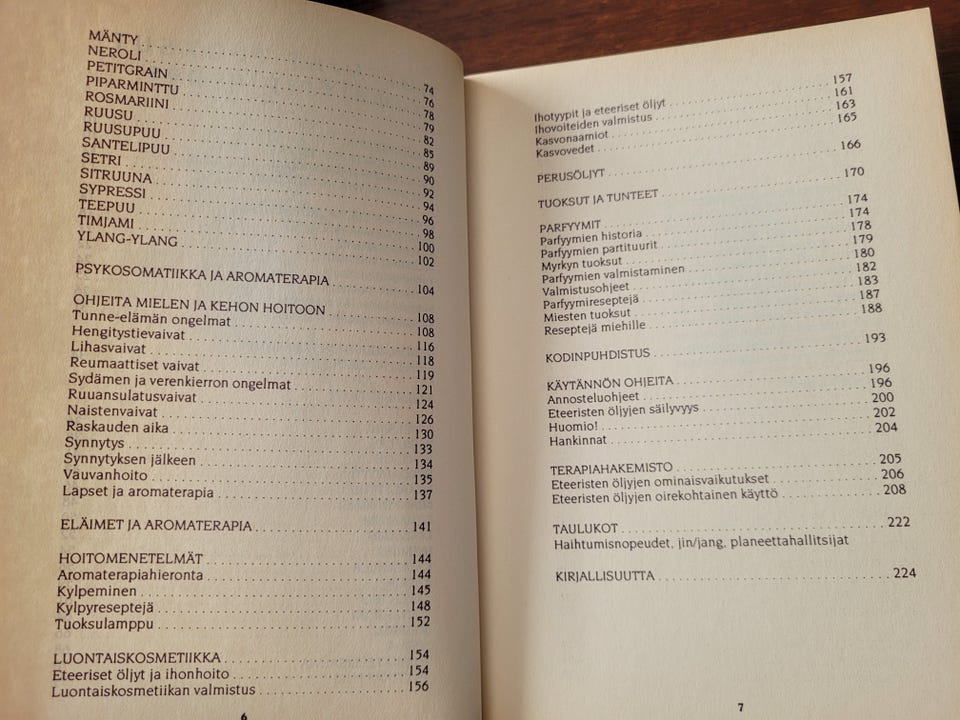 MÄNTY 74
NEROLI 76
PETITGRAIN 78
PIPARMINTTU 79
ROSMARIINI 82
RUUSU 85
RUUSUPUU 89
SANTELIPUU 90
SETRI 92
SITRUUNA 94
SYPRESSI 96
TEEPUU 98
TIMJAMI 100
YLANG-YLANG 102
PSYKOSOMATIIKKA JA AROMATERAPIA 104
OHJEITA MIELEN JA KEHON HOITOON 108
Tunne-elämän ongelmat 108
Hengitystievaivat 116
Lihasvaivat 118
Reumaattiset vaivat 119
Sydämen ja verenkierron ongelmat 121
Ruuansulatusvaivat 124
Naistenvaivat 126
Raskauden aika 130
Synnytys 133
Synnytyksen jälkeen 134
Vauvanhoito 135
Lapset ja aromaterapia 137
ELÄIMET JA AROMATERAPIA 141
HOITOMENETELMÄT 144
Aromaterapiahieronta 144
Kylpeminen 145
Kylpyreseptejä 148
Tuoksulamppu 152
LUONTAISKOSMETIIKKA 154
Eteeriset öljyt ja ihonhoito 154
Luontaiskosmetiikan valmistus 156
6
Ihotyypit ja eteeriset öljyt 157
Ihovoiteiden valmistus 161
Kasvonaamiot 163
Kasvovedet 165
PERUSÖLJYT 166
TUOKSUT JA TUNTEET 170
PARFYYMIT 174
Parfyymien historia 174
Parfyymien partituurit 178
Myrkyn tuoksut 179
Parfyymien valmistaminen 180
Valmistusohjeet 182
Parfyymireseptejä 183
Miesten tuoksut 187
Reseptejä miehille 188
KODINPUHDISTUS 193
KÄYTÄNNÖN OHJEITA 196
Annosteluohjeet 196
Eteeristen öljyjen säilyvyys 200
Huomio! 202
Hankinnat 204
TERAPIAHAKEMISTO 205
Eteeristen öljyjen ominaisvaikutukset 206
Eteeristen öljyjen oirekohtainen käyttö 208
TAULUKOT 222
Haihtumisnopeudet, jin/jang, planeettahallitsijat
KIRJALLISUUTTA 224
7